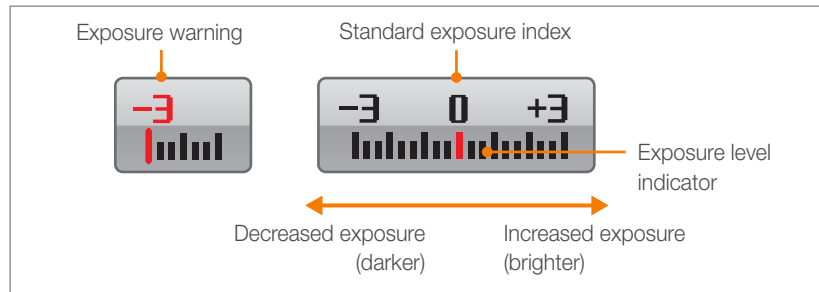 Exposure warning
Standard exposure index
-3
-3 0 +3
Exposure level
indicator
Decreased exposure
(darker)
Increased exposure
(brighter)